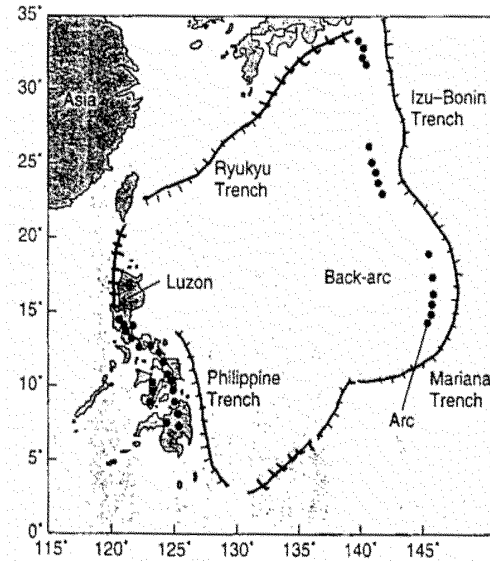 35°
30°
25°
20°
15°
10°
5°
0°
Asia
Izu–Bonin
Trench
Ryukyu
Trench
Luzon
Back-arc
Philippine
Trench
Mariana
Trench
Arc
115°
120°
125°
130°
135°
140°
145°